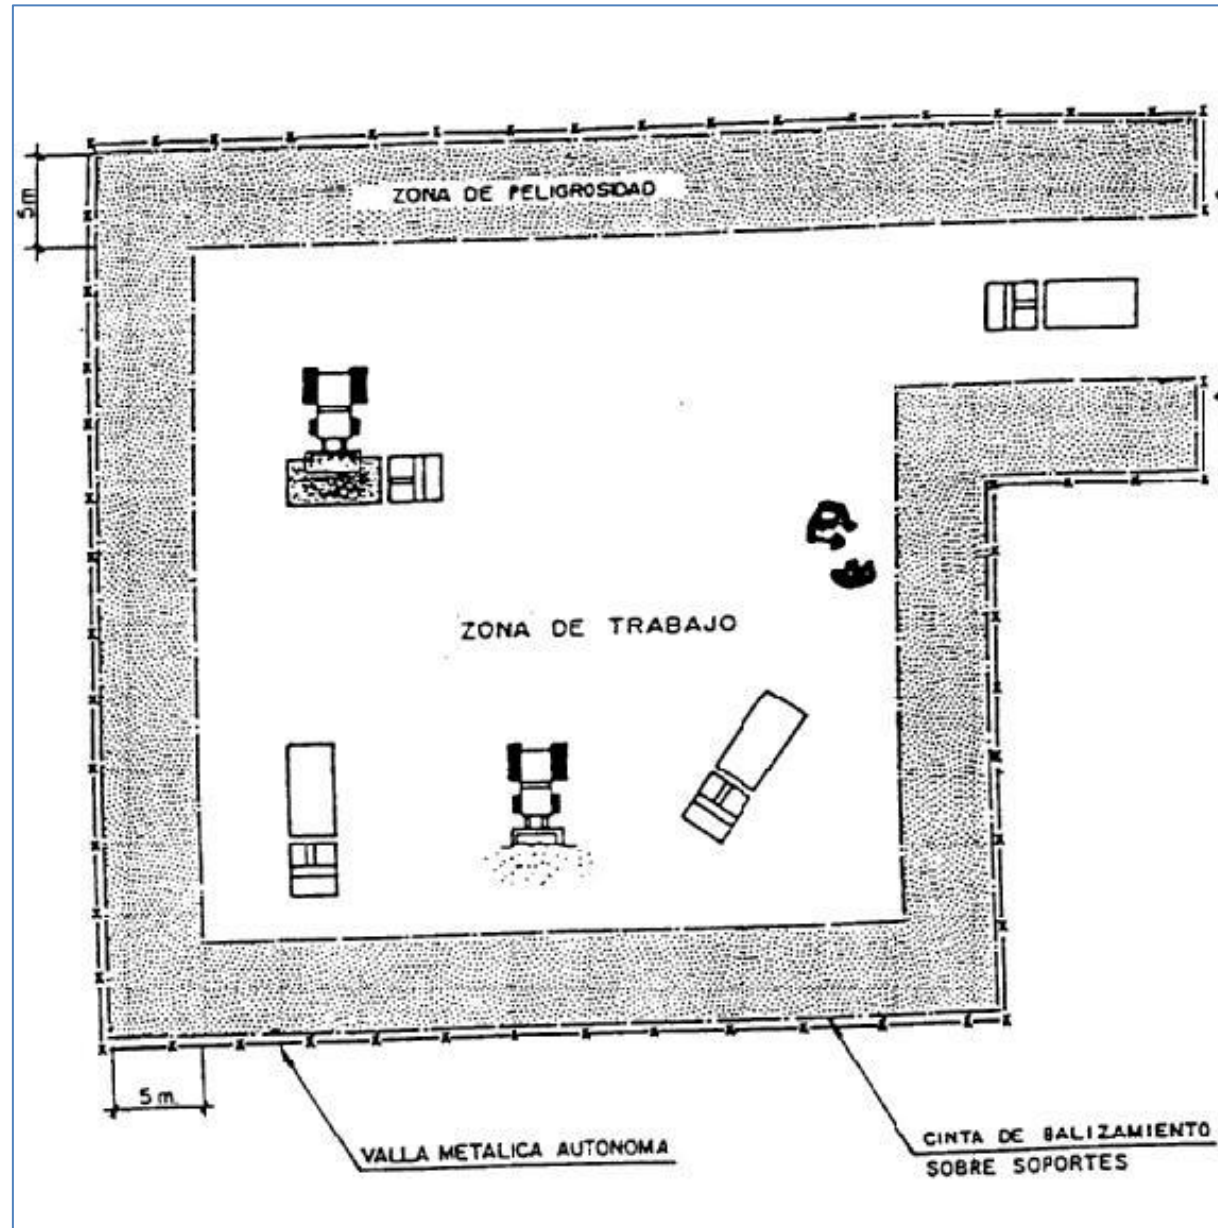 ZONA DE PELIGROSIDAD
5m
ZONA DE TRABAJO
5 m.
VALLA METALICA AUTONOMA
CINTA DE BALIZAMIENTO
SOBRE SOPORTES